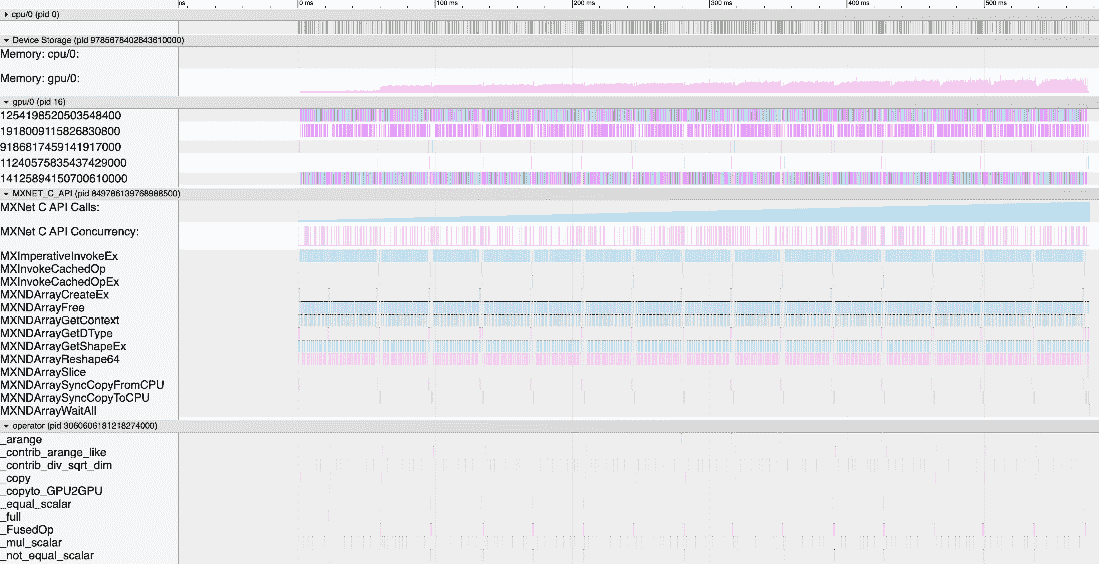 ns 0 ms 100 ms 200 ms 300 ms 400 ms 500 ms
cpu/0 (pid 0)
Device Storage (pid 9785678402843610000)
Memory: cpu/0:
Memory: gpu/0:
gpu/0 (pid 16)
1254198520503548400
1918009115826830800
9186817459141917000
11240575835437429000
14125894150700610000
MXNET_C_API (pid 849786139768988500)
MXNet C API Calls:
MXNet C API Concurrency:
MXImperativeInvokeEx
MXInvokeCachedOp
MXInvokeCachedOpEx
MXNDArrayCreateEx
MXNDArrayFree
MXNDArrayGetContext
MXNDArrayGetDType
MXNDArrayGetShapeEx
MXNDArrayReshape64
MXNDArraySlice
MXNDArraySyncCopyFromCPU
MXNDArraySyncCopyToCPU
MXNDArrayWaitAll
operator (pid 3060606181218274000)
_arange
_contrib_arange_like
_contrib_div_sqrt_dim
_copy
_copyto_GPU2GPU
_equal_scalar
_full
_FusedOp
_mul_scalar
_not_equal_scalar